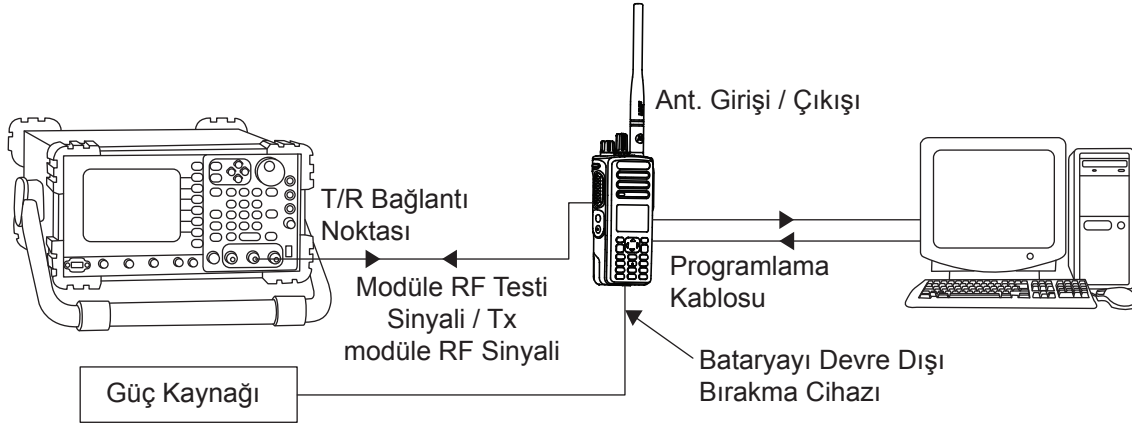 Ant. Girişi / Çıkışı
T/R Bağlantı
Noktası
Modüle RF Testi
Sinyali / Tx
modüle RF Sinyali
Programlama
Kablosu
Bataryayı Devre Dışı
Bırakma Cihazı
Güç Kaynağı